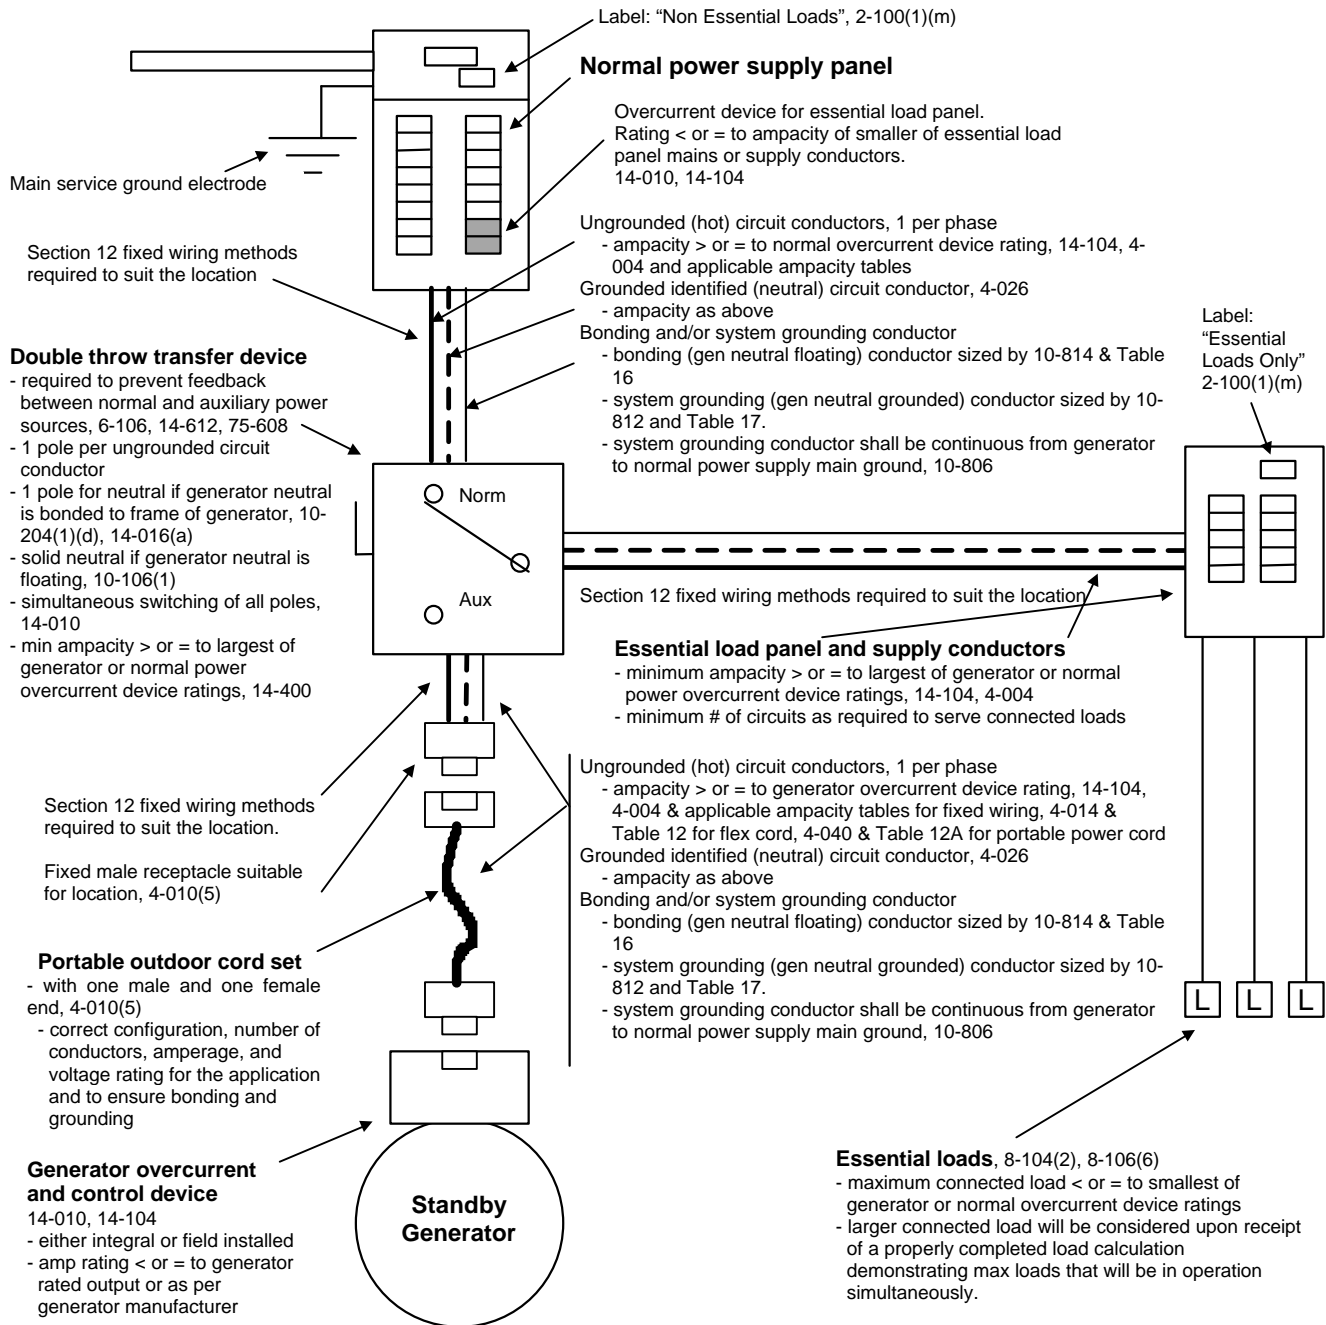 Label: “Non Essential Loads”, 2-100(1)(m)
Normal power supply panel
Overcurrent device for essential load panel.
Rating < or = to ampacity of smaller of essential load
panel mains or supply conductors.
14-010, 14-104
Main service ground electrode
Section 12 fixed wiring methods
required to suit the location
Ungrounded (hot) circuit conductors, 1 per phase
- ampacity > or = to normal overcurrent device rating, 14-104, 4-
004 and applicable ampacity tables
Grounded identified (neutral) circuit conductor, 4-026
- ampacity as above
Bonding and/or system grounding conductor
- bonding (gen neutral floating) conductor sized by 10-814 & Table
16
- system grounding (gen neutral grounded) conductor sized by 10-
812 and Table 17.
- system grounding conductor shall be continuous from generator
to normal power supply main ground, 10-806
Label:
“Essential
Loads Only”
2-100(1)(m)
Double throw transfer device
- required to prevent feedback
between normal and auxiliary power
sources, 6-106, 14-612, 75-608
- 1 pole per ungrounded circuit
conductor
- 1 pole for neutral if generator neutral
is bonded to frame of generator, 10-
204(1)(d), 14-016(a)
- solid neutral if generator neutral is
floating, 10-106(1)
- simultaneous switching of all poles,
14-010
- min ampacity > or = to largest of
generator or normal power
overcurrent device ratings, 14-400
Norm
Aux
Section 12 fixed wiring methods required to suit the location
Essential load panel and supply conductors
- minimum ampacity > or = to largest of generator or normal
power overcurrent device ratings, 14-104, 4-004
- minimum # of circuits as required to serve connected loads
Section 12 fixed wiring methods
required to suit the location.
Fixed male receptacle suitable
for location, 4-010(5)
Ungrounded (hot) circuit conductors, 1 per phase
- ampacity > or = to generator overcurrent device rating, 14-104,
4-004 & applicable ampacity tables for fixed wiring, 4-014 &
Table 12 for flex cord, 4-040 & Table 12A for portable power cord
Grounded identified (neutral) circuit conductor, 4-026
- ampacity as above
Bonding and/or system grounding conductor
- bonding (gen neutral floating) conductor sized by 10-814 & Table
16
- system grounding (gen neutral grounded) conductor sized by 10-
812 and Table 17.
- system grounding conductor shall be continuous from generator
to normal power supply main ground, 10-806
Portable outdoor cord set
- with one male and one female
end, 4-010(5)
- correct configuration, number of
conductors, amperage, and
voltage rating for the application
and to ensure bonding and
grounding
L L L
Generator overcurrent
and control device
14-010, 14-104
- either integral or field installed
- amp rating < or = to generator
rated output or as per
generator manufacturer
Standby
Generator
Essential loads, 8-104(2), 8-106(6)
- maximum connected load < or = to smallest of
generator or normal overcurrent device ratings
- larger connected load will be considered upon receipt
of a properly completed load calculation
demonstrating max loads that will be in operation
simultaneously.